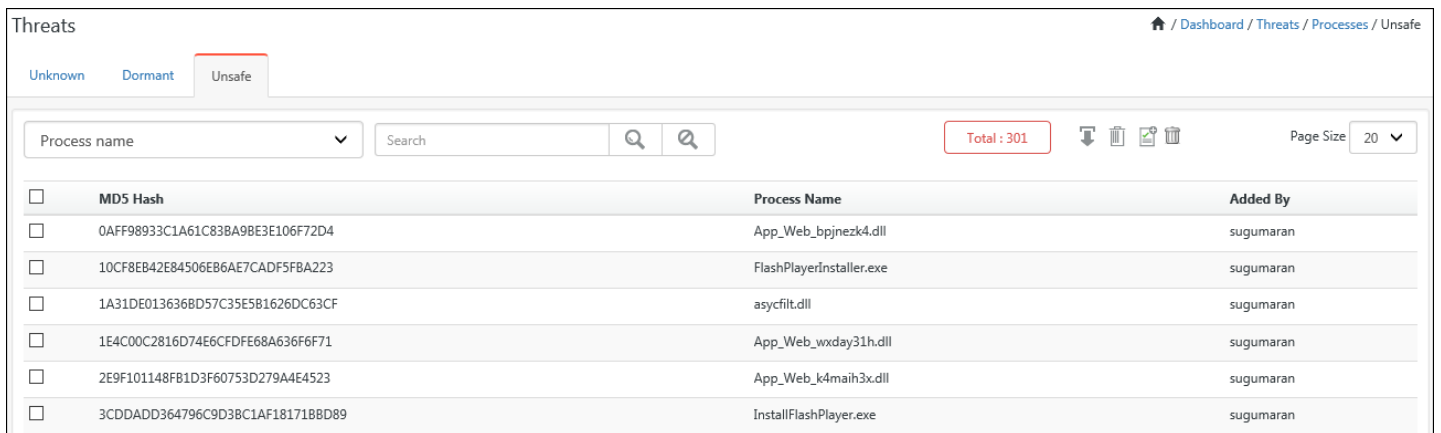 Threats
/ Dashboard / Threats / Processes / Unsafe
Unknown Dormant Unsafe
Process name Search Total : 301 Page Size 20
MD5 Hash Process Name Added By
0AFF98933C1A61C83BA9BE3E106F72D4 App_Web_bpjnezk4.dll sugumaran
10CF8EB42E84506EB6AE7CADF5FBA223 FlashPlayerInstaller.exe sugumaran
1A31DE013636BD57C35E5B1626DC63CF asycfilt.dll sugumaran
1E4C00C2816D74E6CFDFE68A636F6F71 App_Web_wxday31h.dll sugumaran
2E9F101148FB1D3F60753D279A4E4523 App_Web_k4maih3x.dll sugumaran
3CDDADD364796C9D3BC1AF18171BBD89 InstallFlashPlayer.exe sugumaran